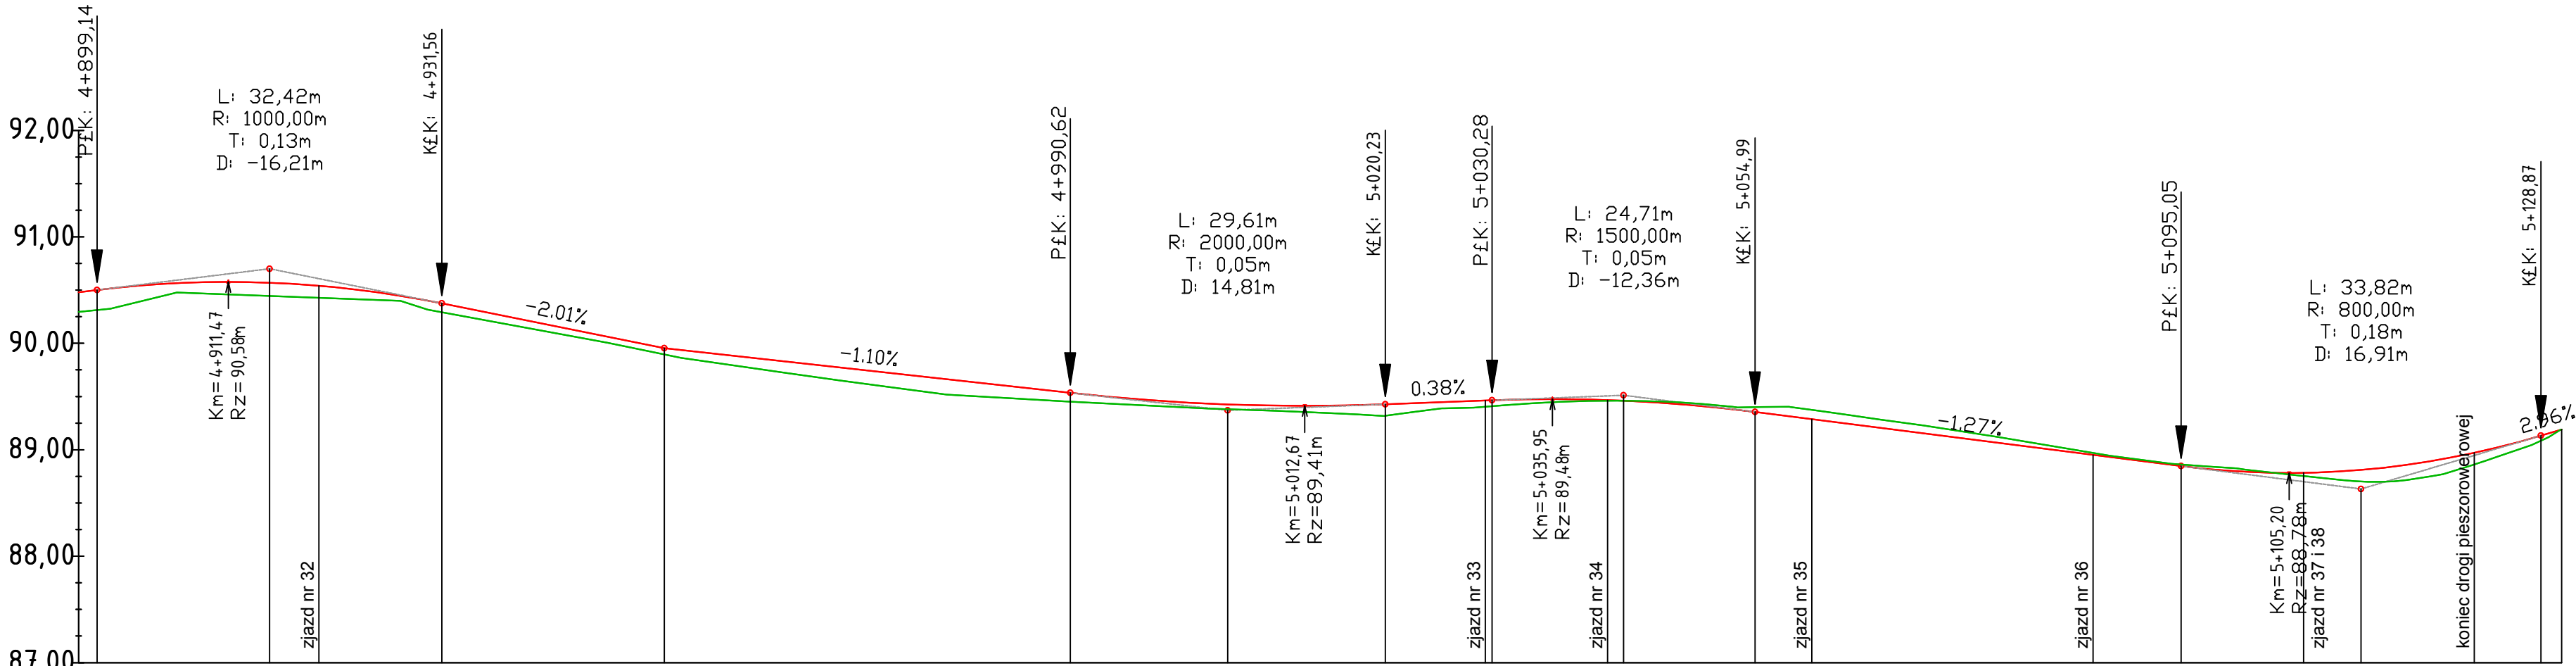 PŁK: 4+899,14
KŁK: 4+931,56
L: 32,42m
R: 1000,00m
T: 0,13m
D: -16,21m
PŁK: 4+990,62
KŁK: 5+020,23
L: 29,61m
R: 2000,00m
T: 0,05m
D: 14,81m
PŁK: 5+030,28
KŁK: 5+054,99
L: 24,71m
R: 1500,00m
T: 0,05m
D: -12,36m
PŁK: 5+095,05
KŁK: 5+128,87
L: 33,82m
R: 800,00m
T: 0,18m
D: 16,91m
92,00
91,00
90,00
89,00
88,00
87,00
-2.01%
-1.10%
0.38%
-1.27%
2.96%
Km=4+911,47
Rz=90,58m
Km=5+012,67
Rz=89,41m
Km=5+035,95
Rz=89,48m
Km=5+105,20
Rz=88,78m
zjazd nr 32
zjazd nr 33
zjazd nr 34
zjazd nr 35
zjazd nr 36
zjazd nr 37 i 38
koniec drogi pieszorowerowej